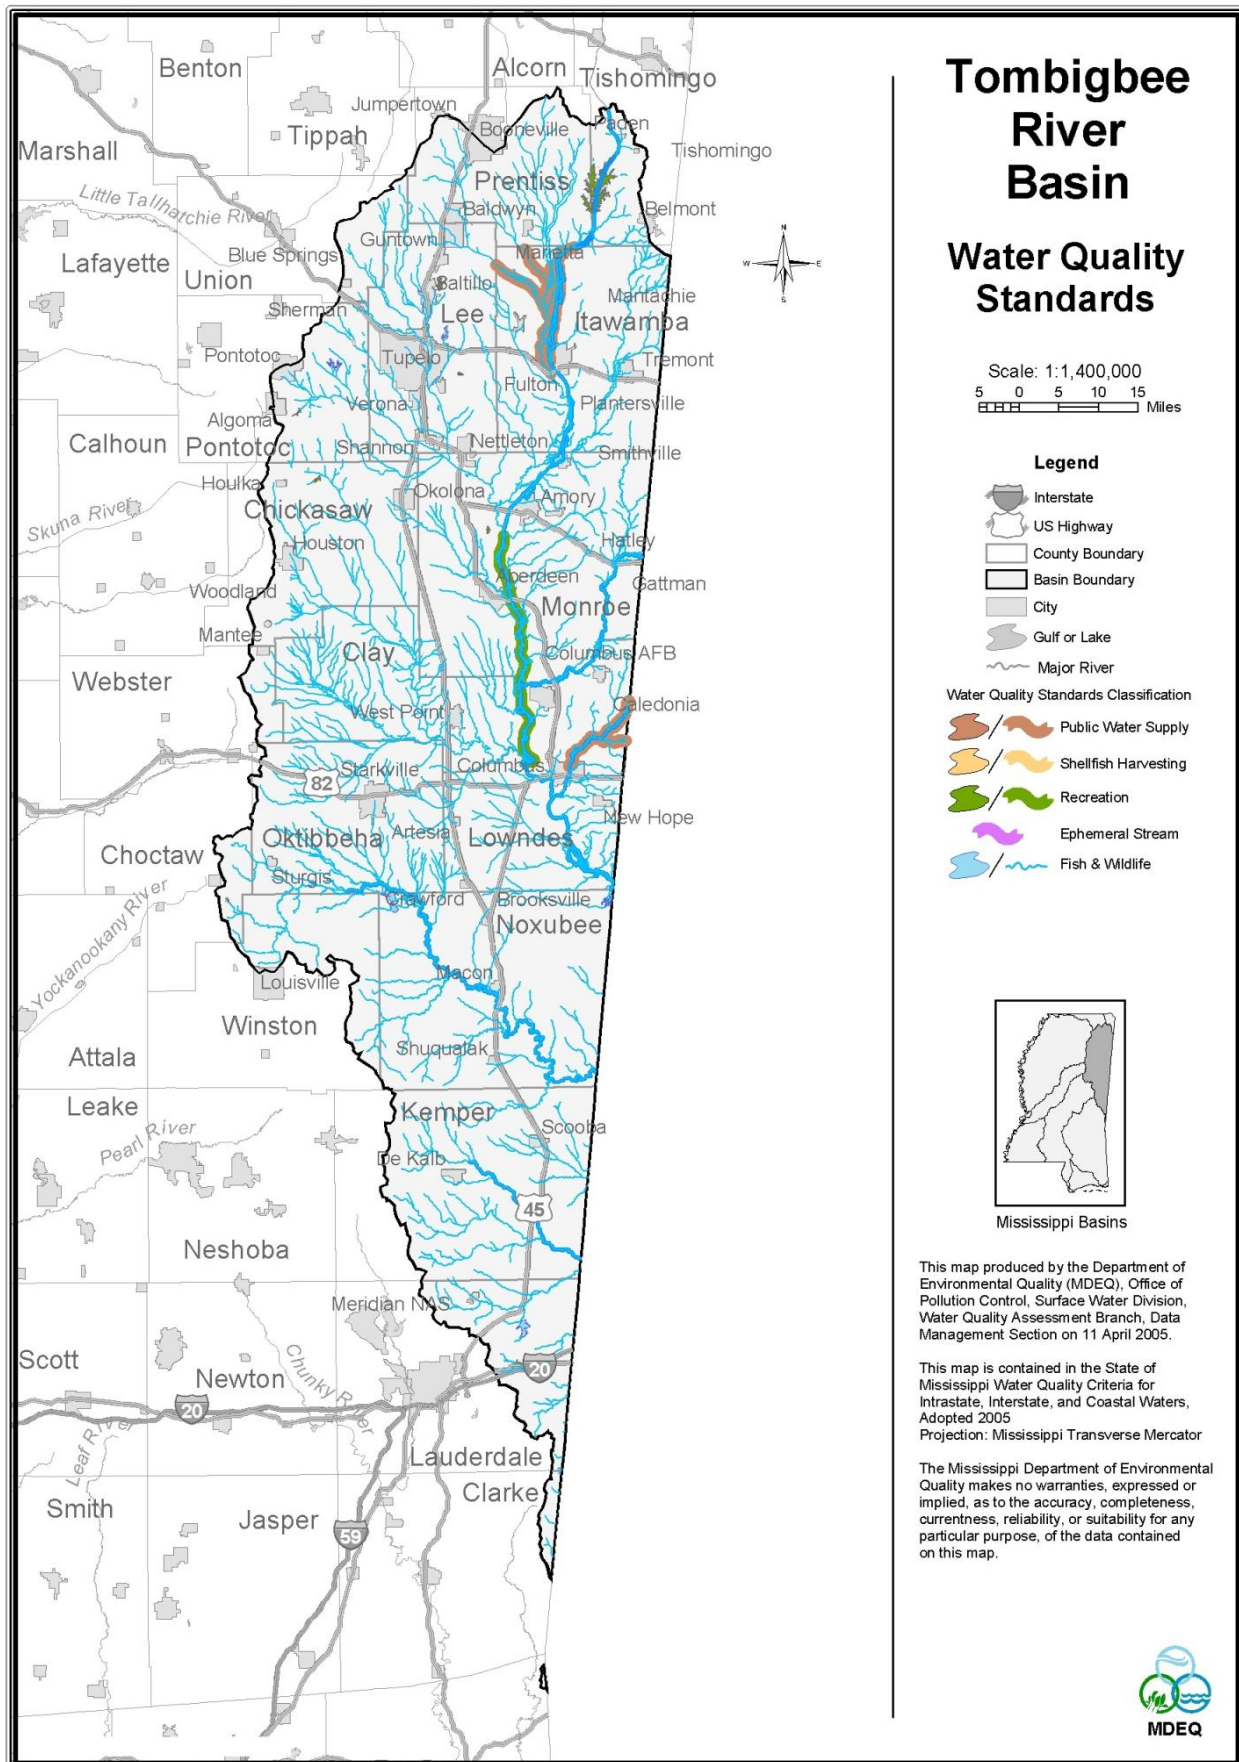 Tombigbee
River
Basin
Water Quality
Standards
N
W
E
S
Scale: 1:1,400,000
5 0 5 10 15
Miles
Legend
Interstate
US Highway
County Boundary
Basin Boundary
City
Gulf or Lake
Major River
Water Quality Standards Classification
Public Water Supply
Shellfish Harvesting
Recreation
Ephemeral Stream
Fish & Wildlife
Mississippi Basins
This map produced by the Department of
Environmental Quality (MDEQ), Office of
Pollution Control, Surface Water Division,
Water Quality Assessment Branch, Data
Management Section on 11 April 2005.
This map is contained in the State of
Mississippi Water Quality Criteria for
Intrastate, Interstate, and Coastal Waters,
Adopted 2005
Projection: Mississippi Transverse Mercator
The Mississippi Department of Environmental
Quality makes no warranties, expressed or
implied, as to the accuracy, completeness,
currentness, reliability, or suitability for any
particular purpose, of the data contained
on this map.
MDEQ
Benton
Alcorn
Tishomingo
Jumpertown
Tippah
Booneville
Paden
Marshall
Tishomingo
Prentiss
Little Tallharchie River
Baldwyn
Belmont
Guntown
Blue Springs
Marietta
Lafayette
Union
Saltillo
Mantachie
Sherman
Lee
Itawamba
Pontotoc
Tupelo
Tremont
Fulton
Verona
Plantersville
Algoma
Calhoun
Pontotoc
Shannon
Nettleton
Smithville
Houlka
Okolona
Amory
Chickasaw
Skuna River
Houston
Hatley
Aberdeen
Gattman
Woodland
Monroe
Mantee
Clay
Columbus AFB
Webster
Caledonia
West Point
Starkville
Columbus
82
New Hope
Oktibbeha
Artesia
Lowndes
Choctaw
Sturgis
Crawford
Brooksville
Noxubee
Yockanookany River
Macon
Louisville
Winston
Shuqualak
Attala
Leake
Kemper
Scooba
Pearl River
De Kalb
45
Neshoba
Meridian NAS
Scott
Newton
Chunky River
20
20
Leaf River
Lauderdale
Clarke
Smith
Jasper
59